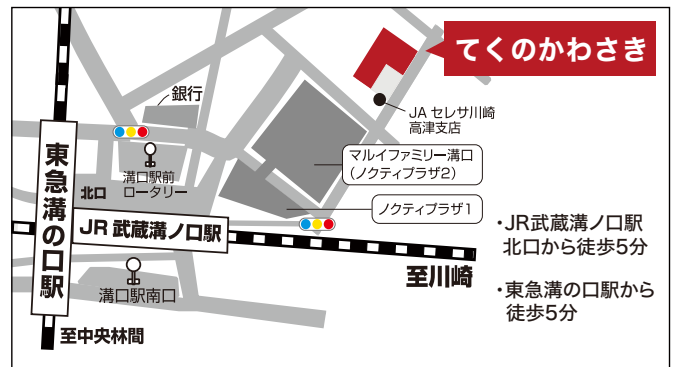 てくのかわさき
銀行
JA セレサ川崎
高津支店
東急溝の口駅
溝口駅前
ロータリー
マルイファミリー溝口
（ノクティプラザ2）
北口
ノクティプラザ1
JR 武蔵溝ノ口駅
・JR武蔵溝ノ口駅
北口から徒歩5分
至川崎
溝口駅南口
・東急溝の口駅から
徒歩5分
至中央林間